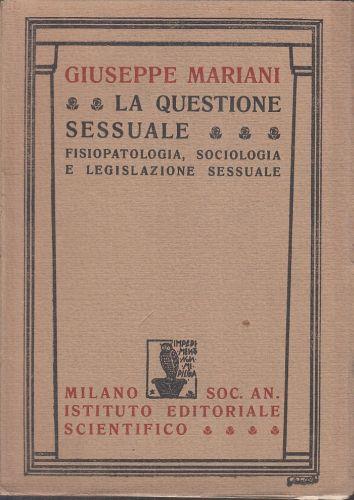 GIUSEPPE MARIANI
LA QUESTIONE
SESSUALE
FISIOPATOLOGIA, SOCIOLOGIA
E LEGISLAZIONE SESSUALE
MILANO SOC. AN.
ISTITUTO EDITORIALE
SCIENTIFICO